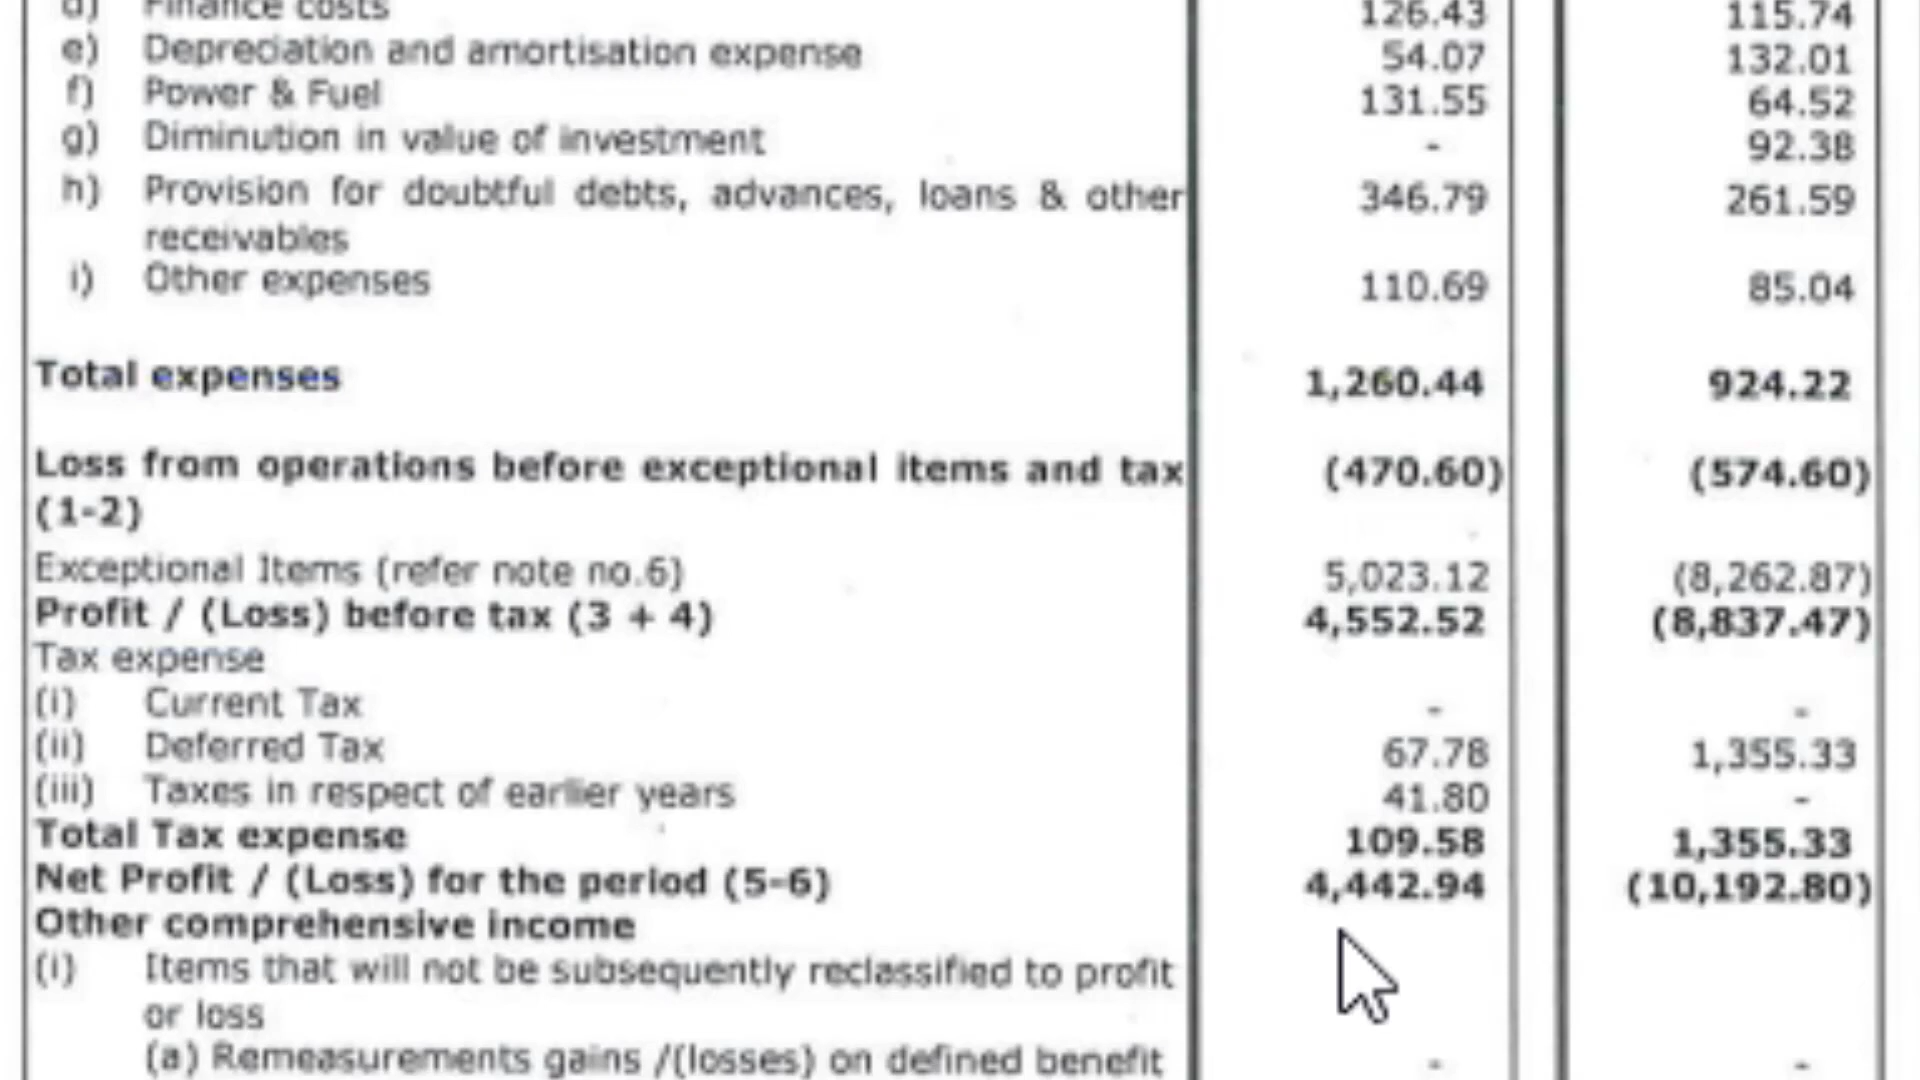 d) Finance costs 126.43 115.74
e) Depreciation and amortisation expense 54.07 132.01
f) Power & Fuel 131.55 64.52
g) Diminution in value of investment - 92.38
h) Provision for doubtful debts, advances, loans & other 346.79 261.59
receivables
i) Other expenses 110.69 85.04
Total expenses 1,260.44 924.22
Loss from operations before exceptional items and tax (470.60) (574.60)
(1-2)
Exceptional Items (refer note no.6) 5,023.12 (8,262.87)
Profit / (Loss) before tax (3 + 4) 4,552.52 (8,837.47)
Tax expense
(i) Current Tax - -
(ii) Deferred Tax 67.78 1,355.33
(iii) Taxes in respect of earlier years 41.80 -
Total Tax expense 109.58 1,355.33
Net Profit / (Loss) for the period (5-6) 4,442.94 (10,192.80)
Other comprehensive income
(i) Items that will not be subsequently reclassified to profit
or loss
(a) Remeasurements gains /(losses) on defined benefit - -